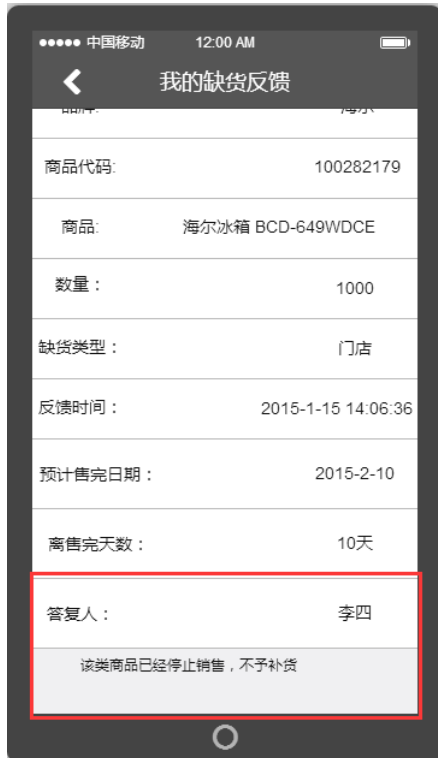 中国移动 12:00 AM
我的缺货反馈
商品代码: 100282179
商品: 海尔冰箱 BCD-649WDCE
数量： 1000
缺货类型： 门店
反馈时间： 2015-1-15 14:06:36
预计售完日期： 2015-2-10
离售完天数： 10天
答复人： 李四
该类商品已经停止销售，不予补货